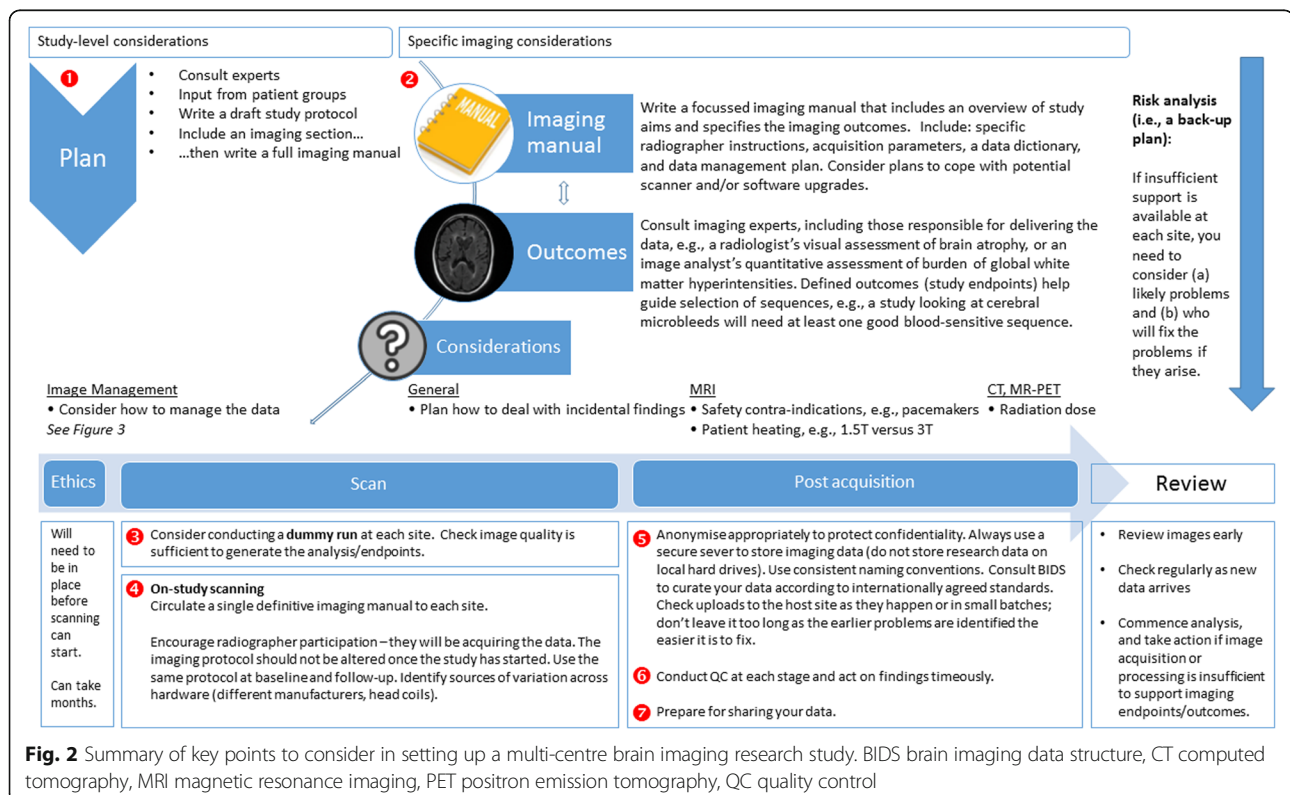 Study-level considerations
Specific imaging considerations
1
Plan
• Consult experts
• Input from patient groups
• Write a draft study protocol
• Include an imaging section…
• …then write a full imaging manual
2
MANUAL
Imaging
manual
Write a focussed imaging manual that includes an overview of study
aims and specifies the imaging outcomes. Include: specific
radiographer instructions, acquisition parameters, a data dictionary,
and data management plan. Consider plans to cope with potential
scanner and/or software upgrades.
Outcomes
Consult imaging experts, including those responsible for delivering the
data, e.g., a radiologist's visual assessment of brain atrophy, or an
image analyst's quantitative assessment of burden of global white
matter hyperintensities. Defined outcomes (study endpoints) help
guide selection of sequences, e.g., a study looking at cerebral
microbleeds will need at least one good blood-sensitive sequence.
?
Considerations
Risk analysis
(i.e., a back-up
plan):
If insufficient
support is
available at
each site, you
need to
consider (a)
likely problems
and (b) who
will fix the
problems if
they arise.
Image Management
• Consider how to manage the data
See Figure 3
General
• Plan how to deal with incidental findings
MRI
• Safety contra-indications, e.g., pacemakers
• Patient heating, e.g., 1.5T versus 3T
CT, MR-PET
• Radiation dose
Ethics
Scan
Post acquisition
Review
Will
need to
be in
place
before
scanning
can
start.
Can take
months.
3 Consider conducting a dummy run at each site. Check image quality is
sufficient to generate the analysis/endpoints.
4 On-study scanning
Circulate a single definitive imaging manual to each site.
Encourage radiographer participation – they will be acquiring the data. The
imaging protocol should not be altered once the study has started. Use the
same protocol at baseline and follow-up. Identify sources of variation across
hardware (different manufacturers, head coils).
5 Anonymise appropriately to protect confidentiality. Always use a
secure sever to store imaging data (do not store research data on
local hard drives). Use consistent naming conventions. Consult BIDS
to curate your data according to internationally agreed standards.
Check uploads to the host site as they happen or in small batches;
don't leave it too long as the earlier problems are identified the
easier it is to fix.
6 Conduct QC at each stage and act on findings timeously.
7 Prepare for sharing your data.
• Review images early
• Check regularly as new
data arrives
• Commence analysis,
and take action if image
acquisition or
processing is insufficient
to support imaging
endpoints/outcomes.
Fig. 2 Summary of key points to consider in setting up a multi-centre brain imaging research study. BIDS brain imaging data structure, CT computed
tomography, MRI magnetic resonance imaging, PET positron emission tomography, QC quality control